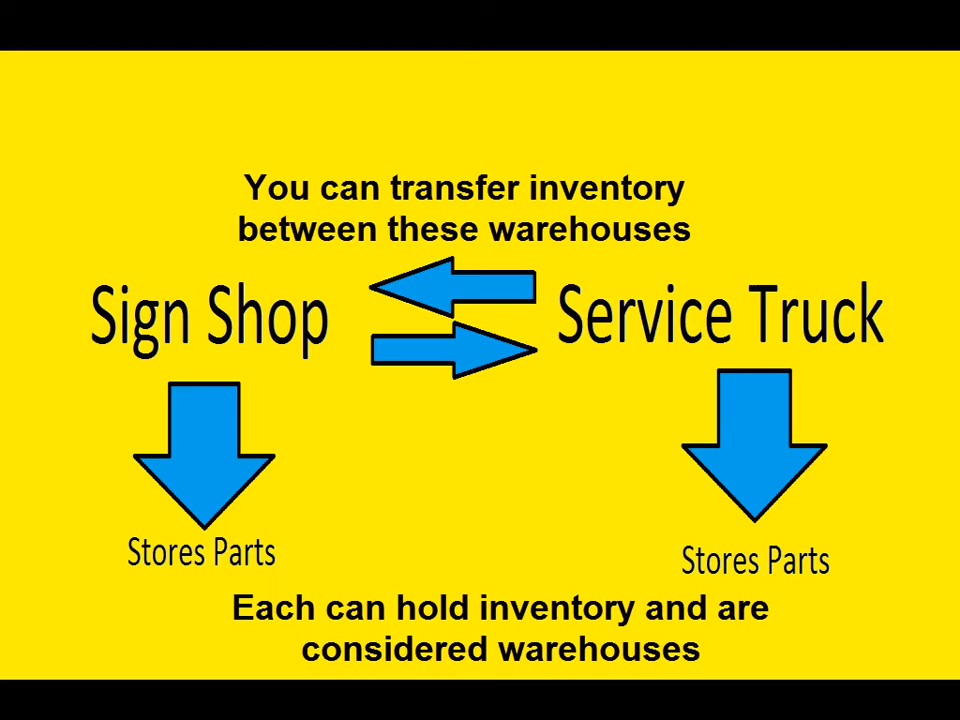 You can transfer inventory
between these warehouses
Sign Shop
Service Truck
Stores Parts
Stores Parts
Each can hold inventory and are
considered warehouses